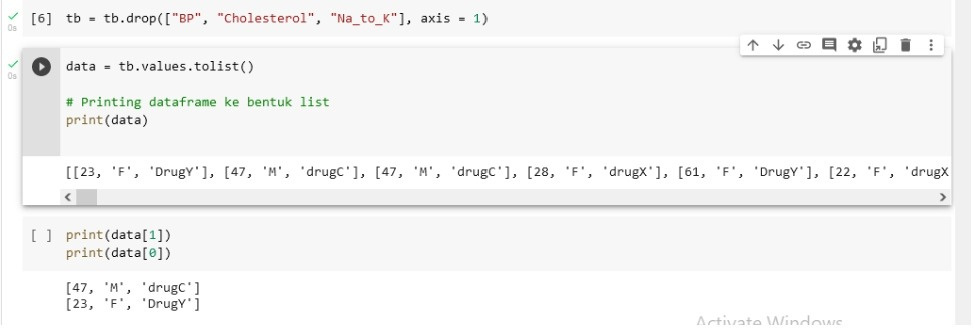 [6] tb = tb.drop(["BP", "Cholesterol", "Na_to_K"], axis = 1)
0s
0s
data = tb.values.tolist()
# Printing dataframe ke bentuk list
print(data)
[[23, 'F', 'DrugY'], [47, 'M', 'drugC'], [47, 'M', 'drugC'], [28, 'F', 'drugX'], [61, 'F', 'DrugY'], [22, 'F', 'drugX
[ ] print(data[1])
print(data[0])
[47, 'M', 'drugC']
[23, 'F', 'DrugY']
Activate Windows